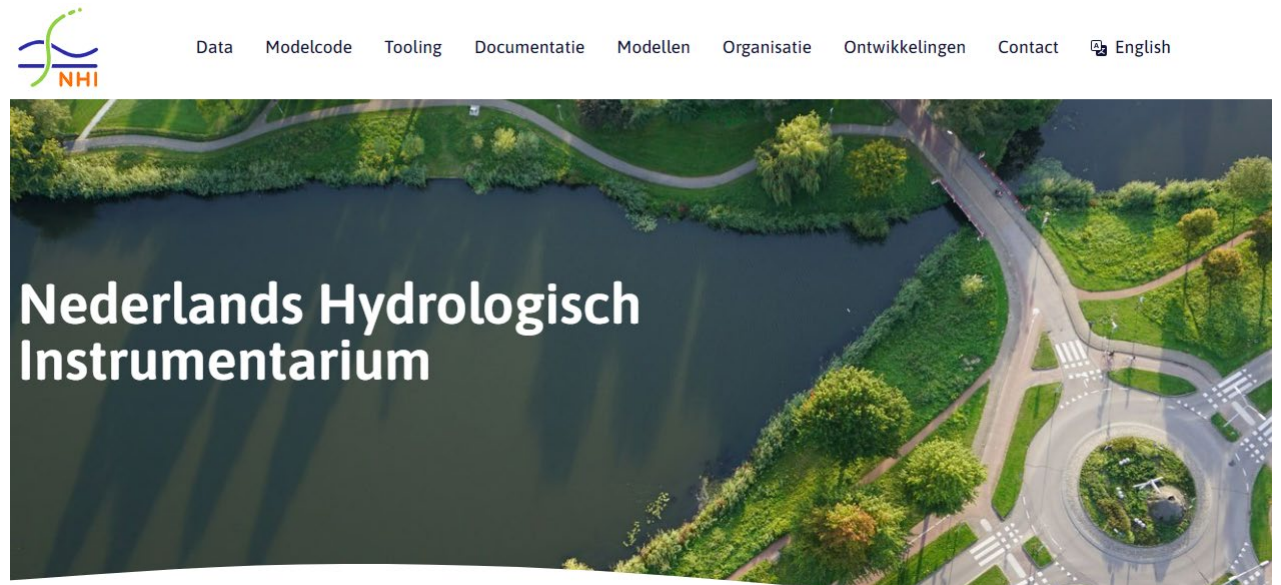 NHI
Data Modelcode Tooling Documentatie Modellen Organisatie Ontwikkelingen Contact English
Nederlands Hydrologisch
Instrumentarium